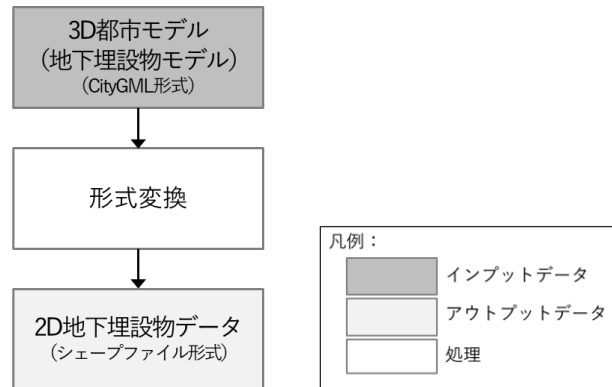 3D都市モデル
（地下埋設物モデル）
（CityGML形式）
形式変換
2D地下埋設物データ
（シェープファイル形式）
凡例：
インプットデータ
アウトプットデータ
処理